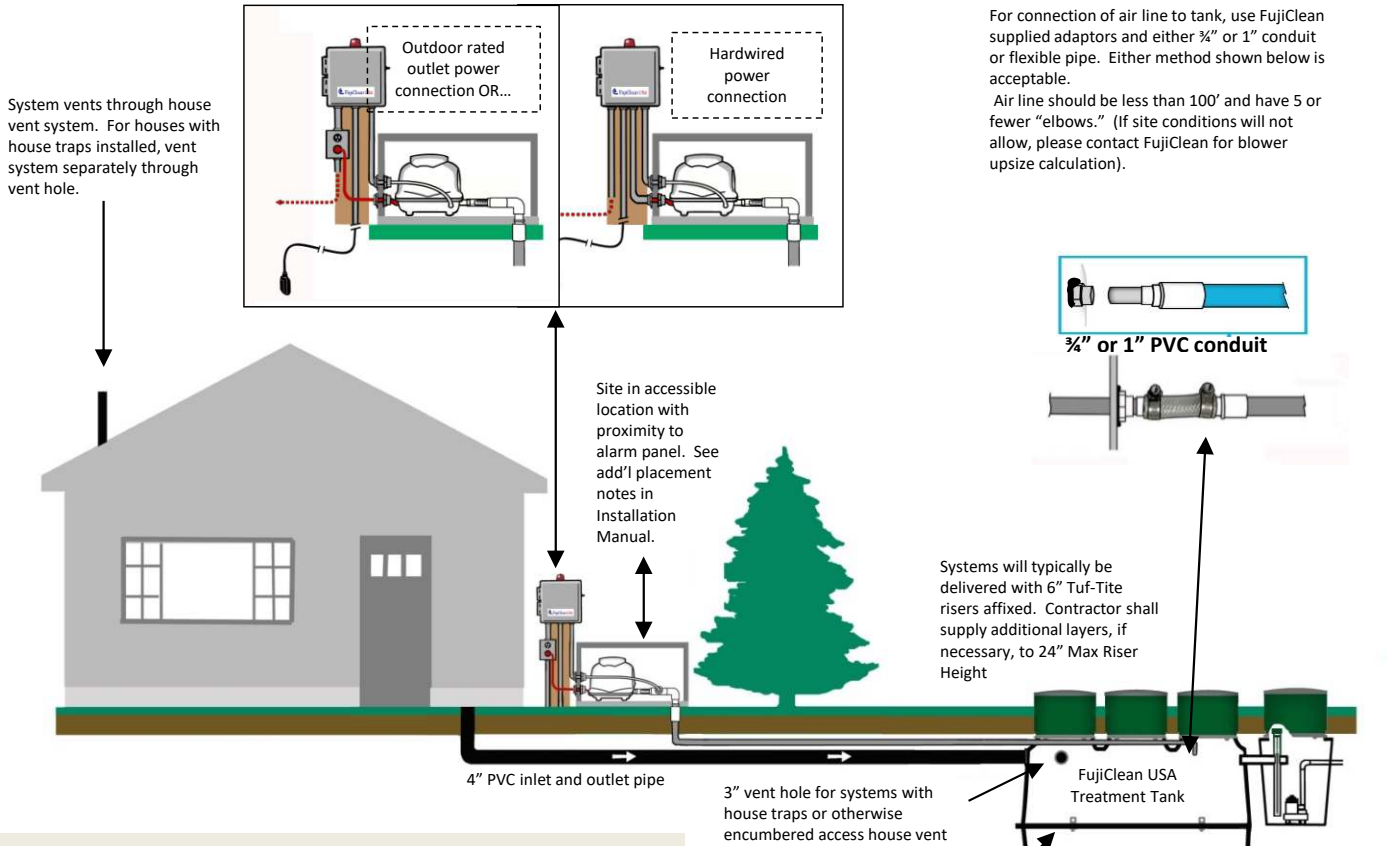 System vents through house
vent system.  For houses with
house traps installed, vent
system separately through
vent hole.
Outdoor rated
outlet power
connection OR...
FujiCleanUSA
Hardwired
power
connection
For connection of air line to tank, use FujiClean
supplied adaptors and either ¾” or 1” conduit
or flexible pipe.  Either method shown below is
acceptable.
Air line should be less than 100’ and have 5 or
fewer “elbows.”  (If site conditions will not
allow, please contact FujiClean for blower
upsize calculation).
¾” or 1” PVC conduit
Site in accessible
location with
proximity to
alarm panel.  See
add’l placement
notes in
Installation
Manual.
Systems will typically be
delivered with 6” Tuf-Tite
risers affixed.  Contractor shall
supply additional layers, if
necessary, to 24” Max Riser
Height
4” PVC inlet and outlet pipe
3” vent hole for systems with
house traps or otherwise
encumbered access house vent
FujiClean USA
Treatment Tank